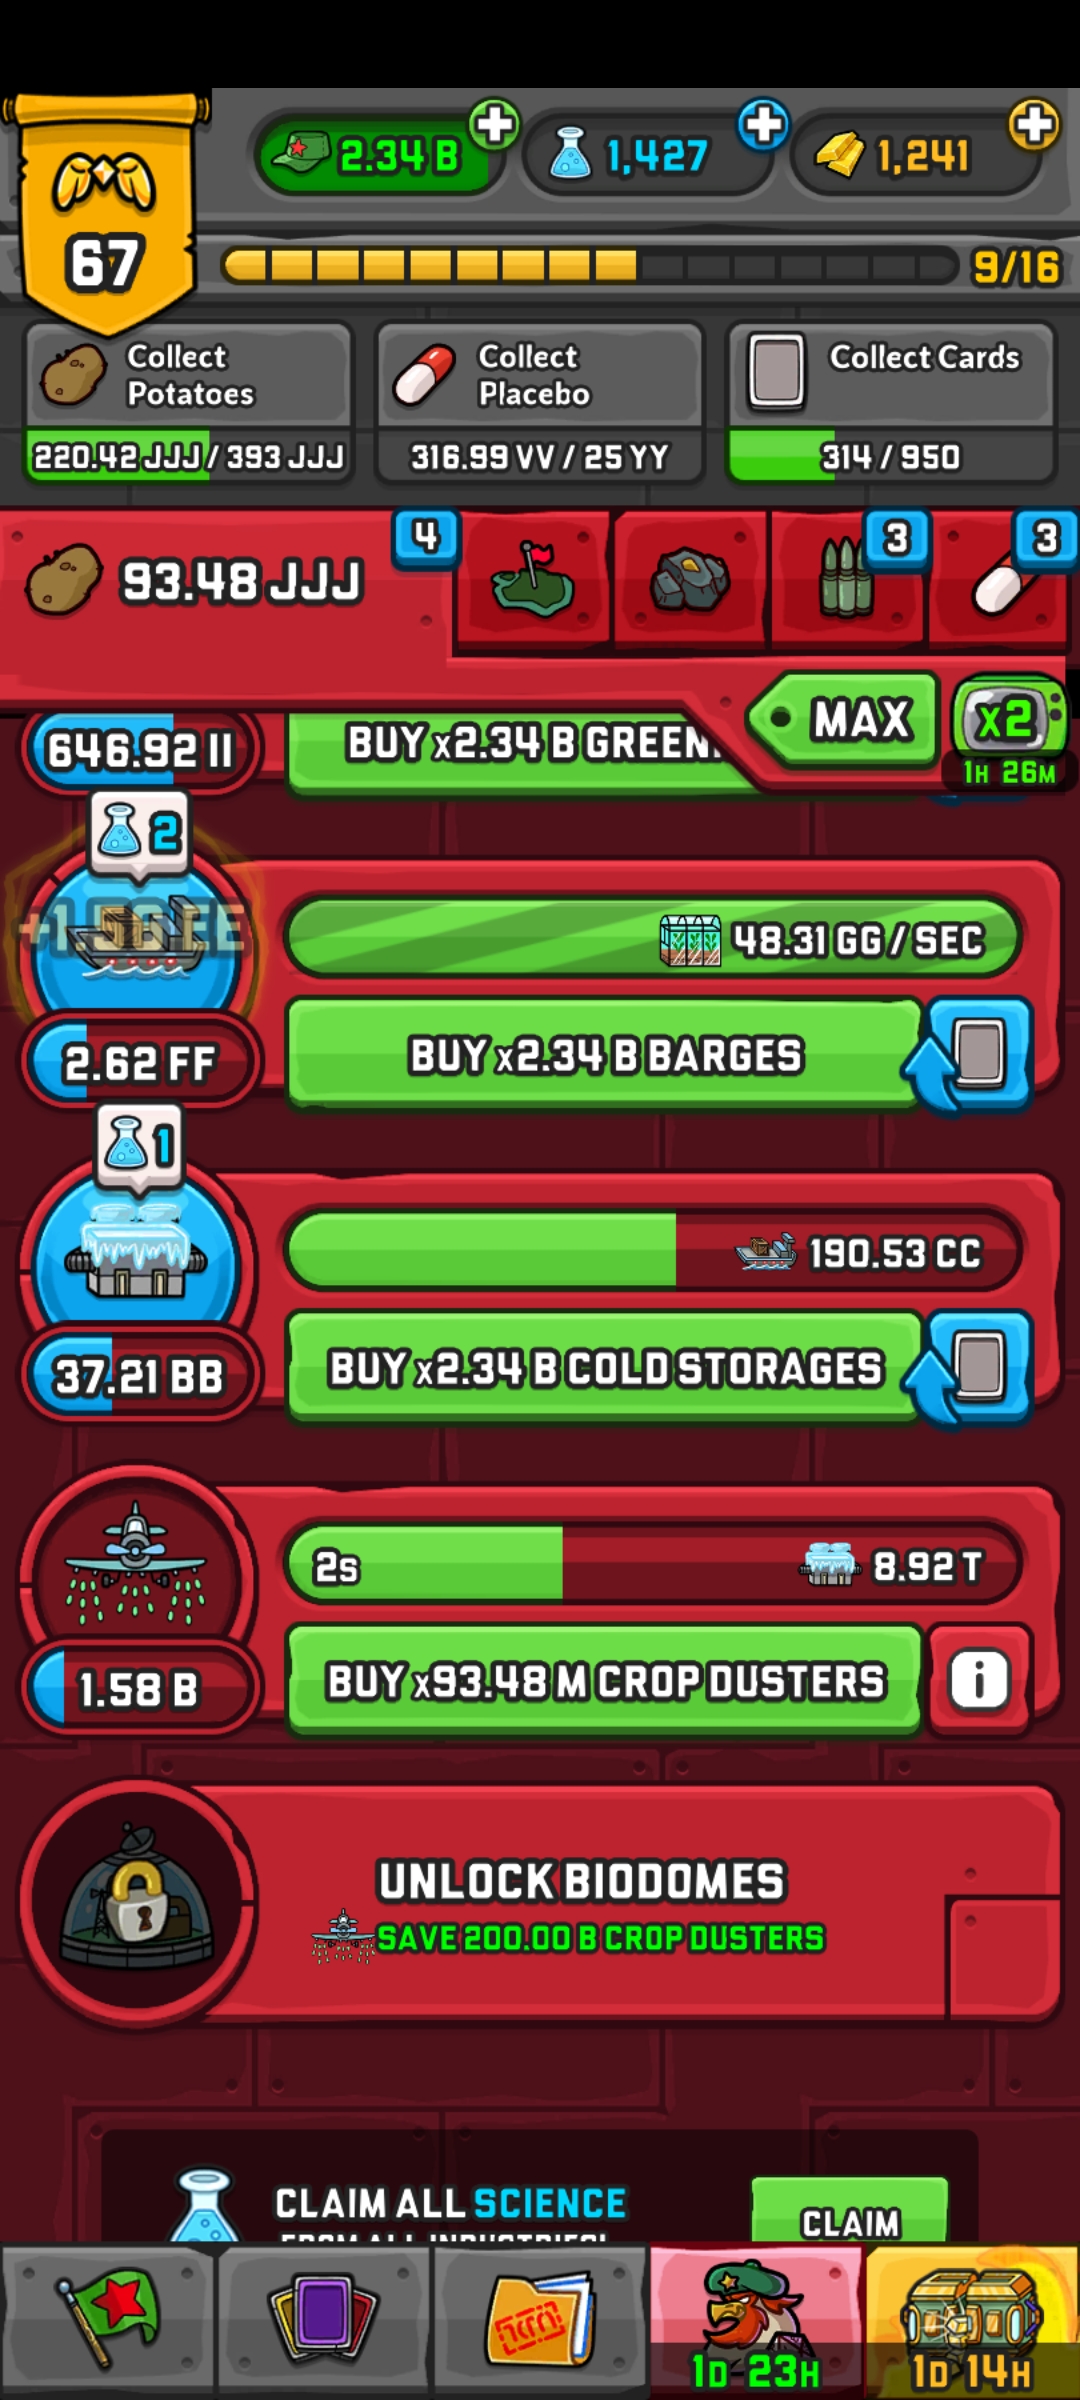 2.34 B
1,427
1,241
67
9/16
Collect
Potatoes
Collect
Placebo
Collect Cards
220.42 JJJ / 393 JJJ
316.99 VV / 25 YY
314 / 950
93.48 JJJ
4
3
3
MAX
x2
1H 26M
646.92 II
BUY x2.34 B
2
48.31 GG / SEC
2.62 FF
BUY x2.34 B BARGES
1
190.53 CC
37.21 BB
BUY x2.34 B COLD STORAGES
2s
8.92 T
1.58 B
BUY x93.48 M CROP DUSTERS
i
UNLOCK BIODOMES
SAVE 200.00 B CROP DUSTERS
CLAIM ALL SCIENCE
FROM ALL INDUSTRIES!
CLAIM
1D 23H
1D 14H